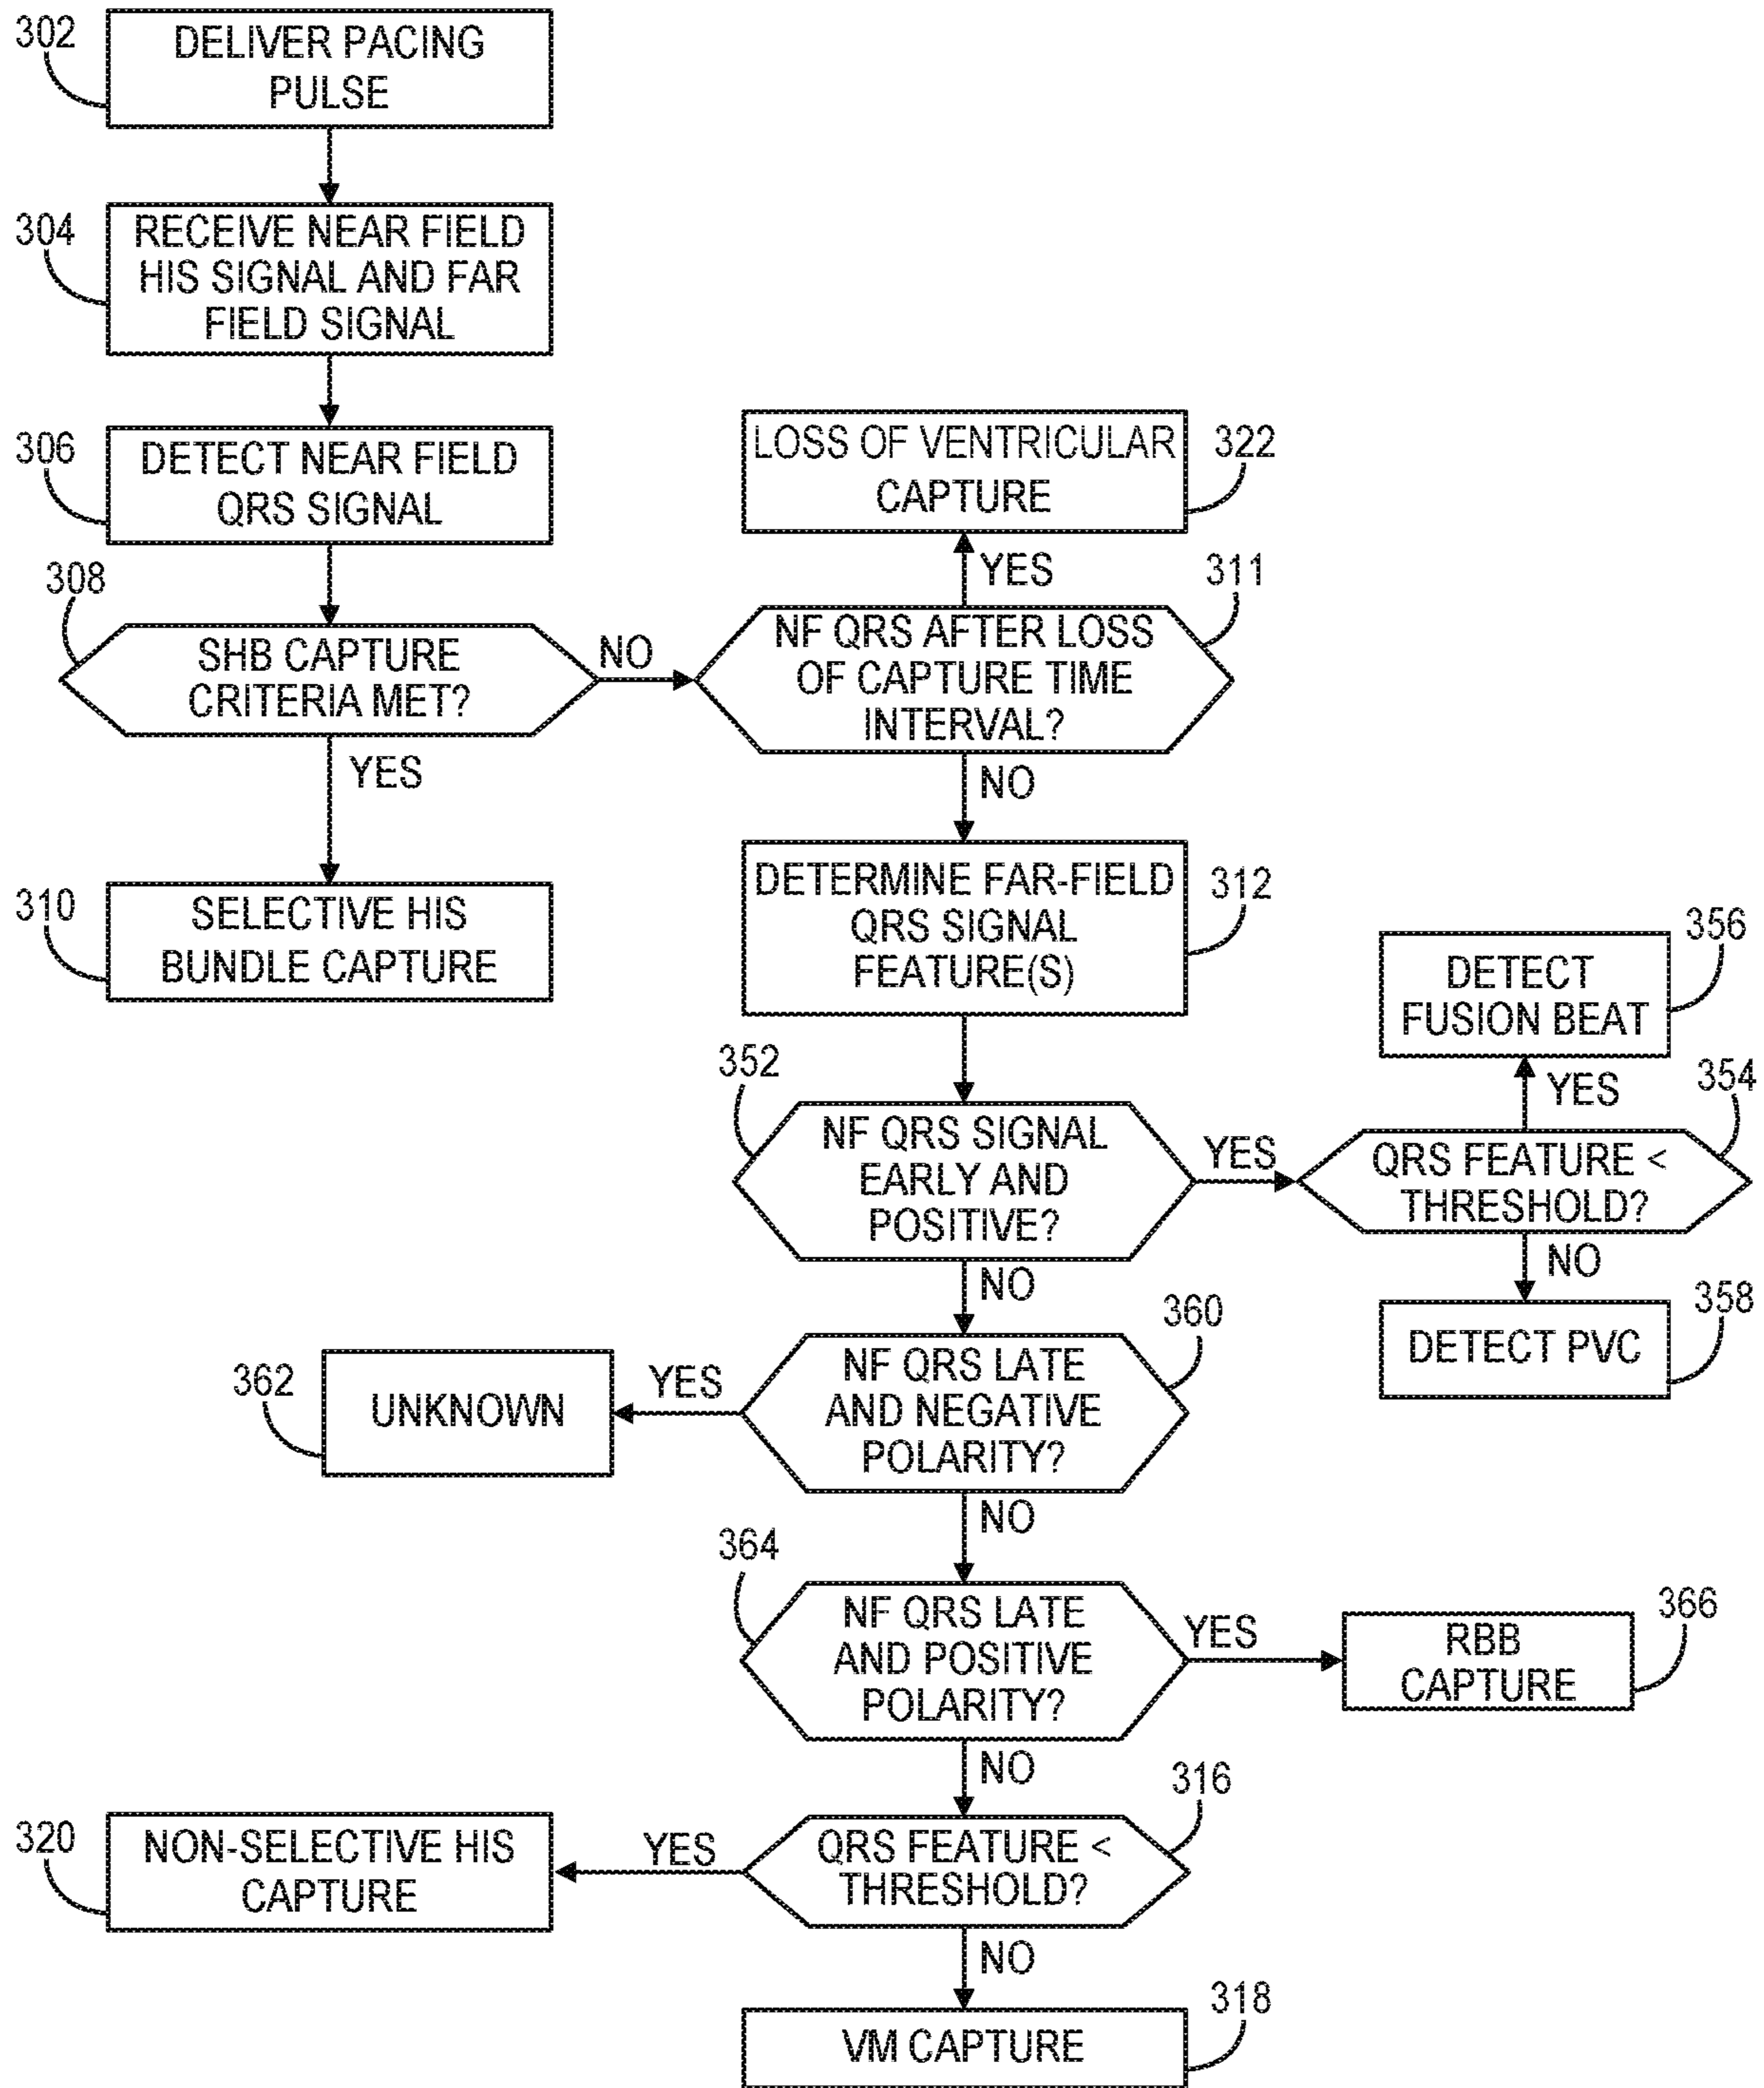 302
DELIVER PACING
PULSE
304
RECEIVE NEAR FIELD
HIS SIGNAL AND FAR
FIELD SIGNAL
306
DETECT NEAR FIELD
QRS SIGNAL
LOSS OF VENTRICULAR
CAPTURE
322
YES
308
SHB CAPTURE
CRITERIA MET?
NO
NF QRS AFTER LOSS
OF CAPTURE TIME
INTERVAL?
311
YES
NO
310
SELECTIVE HIS
BUNDLE CAPTURE
DETERMINE FAR-FIELD
QRS SIGNAL
FEATURE(S)
312
356
DETECT
FUSION BEAT
352
NF QRS SIGNAL
EARLY AND
POSITIVE?
YES
YES
354
QRS FEATURE <
THRESHOLD?
NO
NO
358
DETECT PVC
360
NF QRS LATE
AND NEGATIVE
POLARITY?
YES
362
UNKNOWN
NO
364
NF QRS LATE
AND POSITIVE
POLARITY?
YES
RBB
CAPTURE
366
NO
316
QRS FEATURE <
THRESHOLD?
YES
320
NON-SELECTIVE HIS
CAPTURE
NO
318
VM CAPTURE